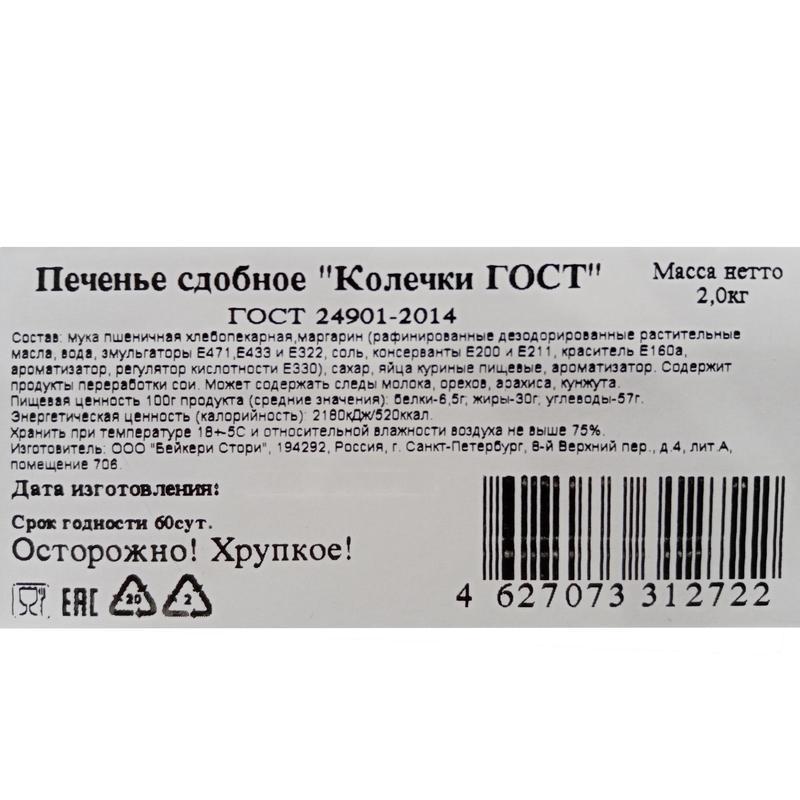 Печенье сдобное "Колечки ГОСТ"
Масса нетто
2,0кг
ГОСТ 24901-2014
Состав: мука пшеничная хлебопекарная,маргарин (рафинированные дезодорированные растительные
масла, вода, эмульгаторы Е471,Е433 и Е322, соль, консерванты Е200 и Е211, краситель Е160а,
ароматизатор, регулятор кислотности Е330), сахар, яйца куриные пищевые, ароматизатор. Содержит
продукты переработки сои. Может содержать следы молока, орехов, арахиса, кунжута.
Пищевая ценность 100г продукта (средние значения): белки-6,5г; жиры-30г; углеводы-57г.
Энергетическая ценность (калорийность): 2180кДж/520ккал.
Хранить при температуре 18+-5С и относительной влажности воздуха не выше 75%.
Изготовитель: ООО "Бейкери Стори", 194292, Россия, г. Санкт-Петербург, 8-й Верхний пер., д.4, лит.А,
помещение 706.
Дата изготовления:
Срок годности 60сут.
Осторожно! Хрупкое!
EAC
20
2
4 627073 312722